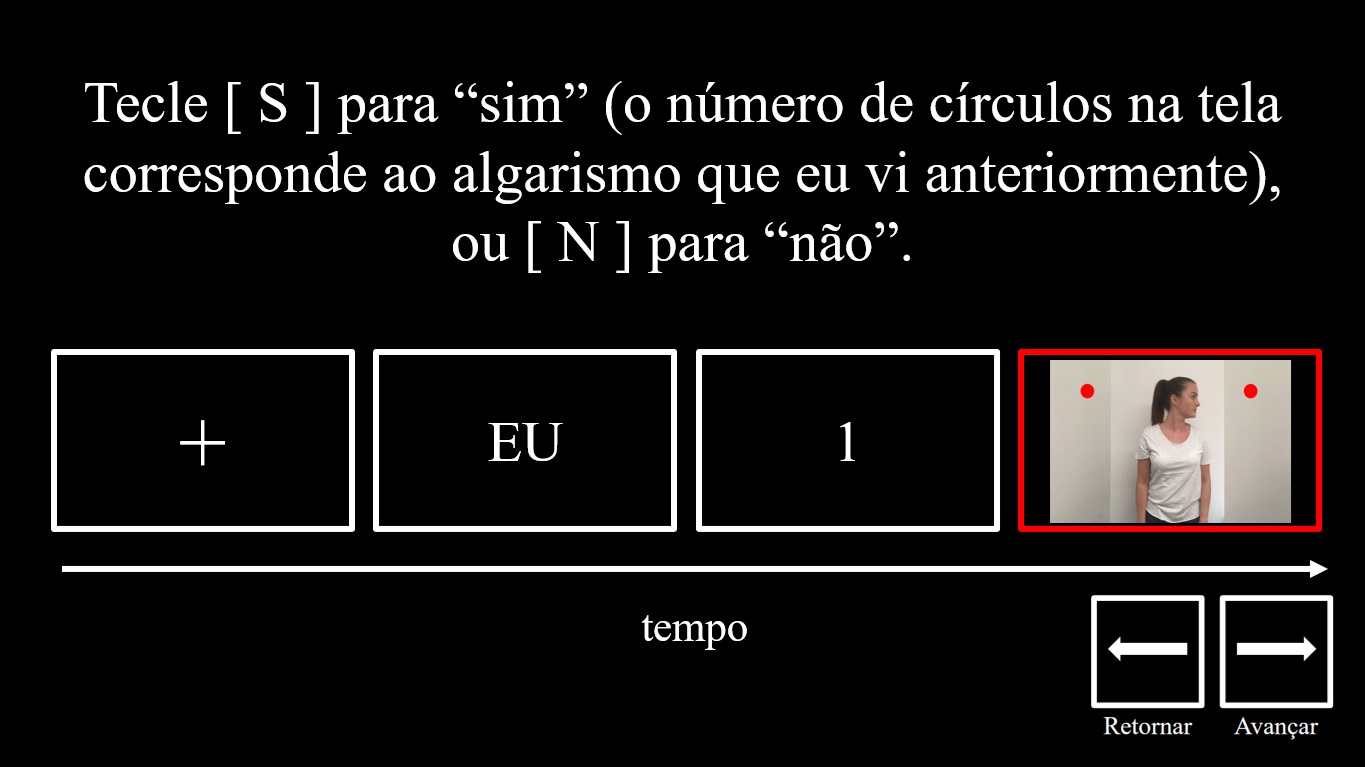 Tecle [ S ] para “sim” (o número de círculos na tela
corresponde ao algarismo que eu vi anteriormente),
ou [ N ] para “não”.
+
EU
1
tempo
Retornar
Avançar